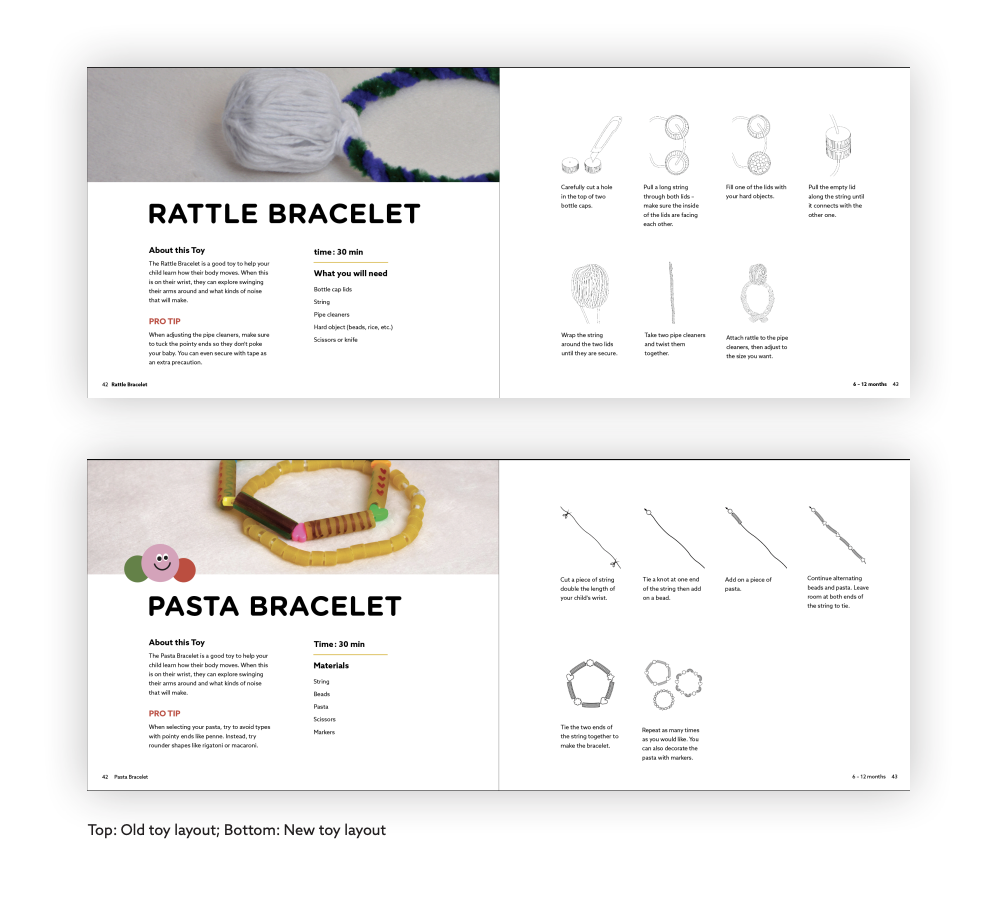 RATTLE BRACELET
About this Toy
The Rattle Bracelet is a good toy to help your
child learn how their body moves. When this
is on their wrist, they can explore swinging
their arms around and what kinds of noise
that will make.
PRO TIP
When adjusting the pipe cleaners, make sure
to tuck the pointy ends so they don't poke
your baby. You can even secure with tape as
an extra precaution.
time: 30 min
What you will need
Bottle cap lids
String
Pipe cleaners
Hard object (beads, rice, etc.)
Scissors or knife
42 Rattle Bracelet
Carefully cut a hole
in the top of two
bottle caps.
Pull a long string
through both lids –
make sure the inside
of the lids are facing
each other.
Fill one of the lids with
your hard objects.
Pull the empty lid
along the string until
it connects with the
other one.
Wrap the string
around the two lids
until they are secure.
Take two pipe cleaners
and twist them
together.
Attach rattle to the pipe
cleaners, then adjust to
the size you want.
6 - 12 months 43
PASTA BRACELET
About this Toy
The Pasta Bracelet is a good toy to help your
child learn how their body moves. When this
is on their wrist, they can explore swinging
their arms around and what kinds of noise
that will make.
PRO TIP
When selecting your pasta, try to avoid types
with pointy ends like penne. Instead, try
rounder shapes like rigatoni or macaroni.
Time: 30 min
Materials
String
Beads
Pasta
Scissors
Markers
42 Pasta Bracelet
Cut a piece of string
double the length of
your child's wrist.
Tie a knot at one end
of the string then add
on a bead.
Add on a piece of
pasta.
Continue alternating
beads and pasta. Leave
room at both ends of
the string to tie.
Tie the two ends of
the string together to
make the bracelet.
Repeat as many times
as you would like. You
can also decorate the
pasta with markers.
6 - 12 months 43
Top: Old toy layout; Bottom: New toy layout